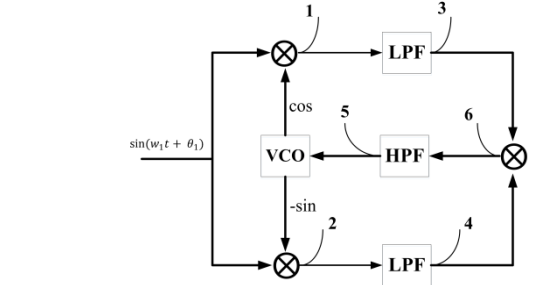 1
3
LPF
cos
5
6
sin(w₁t + θ₁)
VCO
HPF
-sin
2
4
LPF